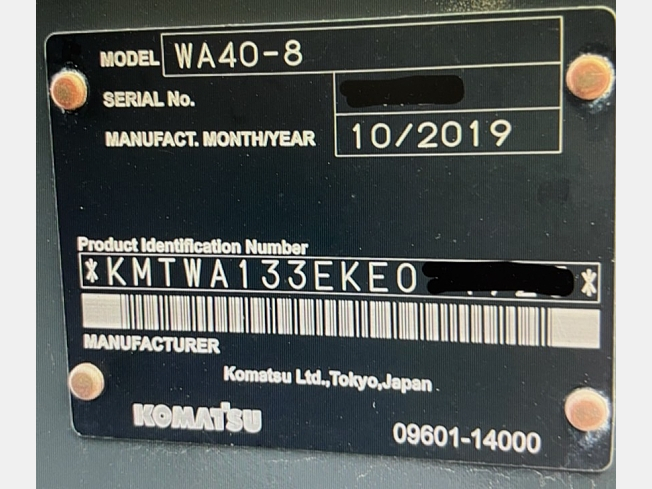 MODEL WA40-8
SERIAL No.
MANUFACT. MONTH/YEAR 10/2019
Product Identification Number
*KMTWA133EKE0 *
MANUFACTURER
Komatsu Ltd.,Tokyo,Japan
KOMATSU
09601-14000